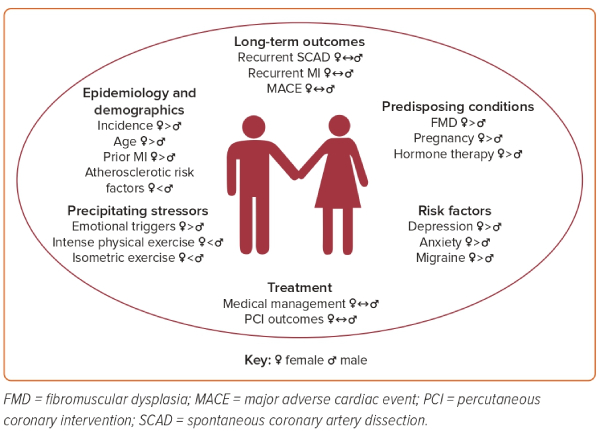 Long-term outcomes
Recurrent SCAD ♀↔♂
Recurrent MI ♀↔♂
MACE ♀↔♂
Epidemiology and
demographics
Incidence ♀>♂
Age ♀>♂
Prior MI ♀>♂
Atherosclerotic risk
factors ♀<♂
Predisposing conditions
FMD ♀>♂
Pregnancy ♀>♂
Hormone therapy ♀>♂
Precipitating stressors
Emotional triggers ♀>♂
Intense physical exercise ♀<♂
Isometric exercise ♀<♂
Risk factors
Depression ♀>♂
Anxiety ♀>♂
Migraine ♀>♂
Treatment
Medical management ♀↔♂
PCI outcomes ♀↔♂
Key: ♀ female ♂ male
FMD = fibromuscular dysplasia; MACE = major adverse cardiac event; PCI = percutaneous
coronary intervention; SCAD = spontaneous coronary artery dissection.